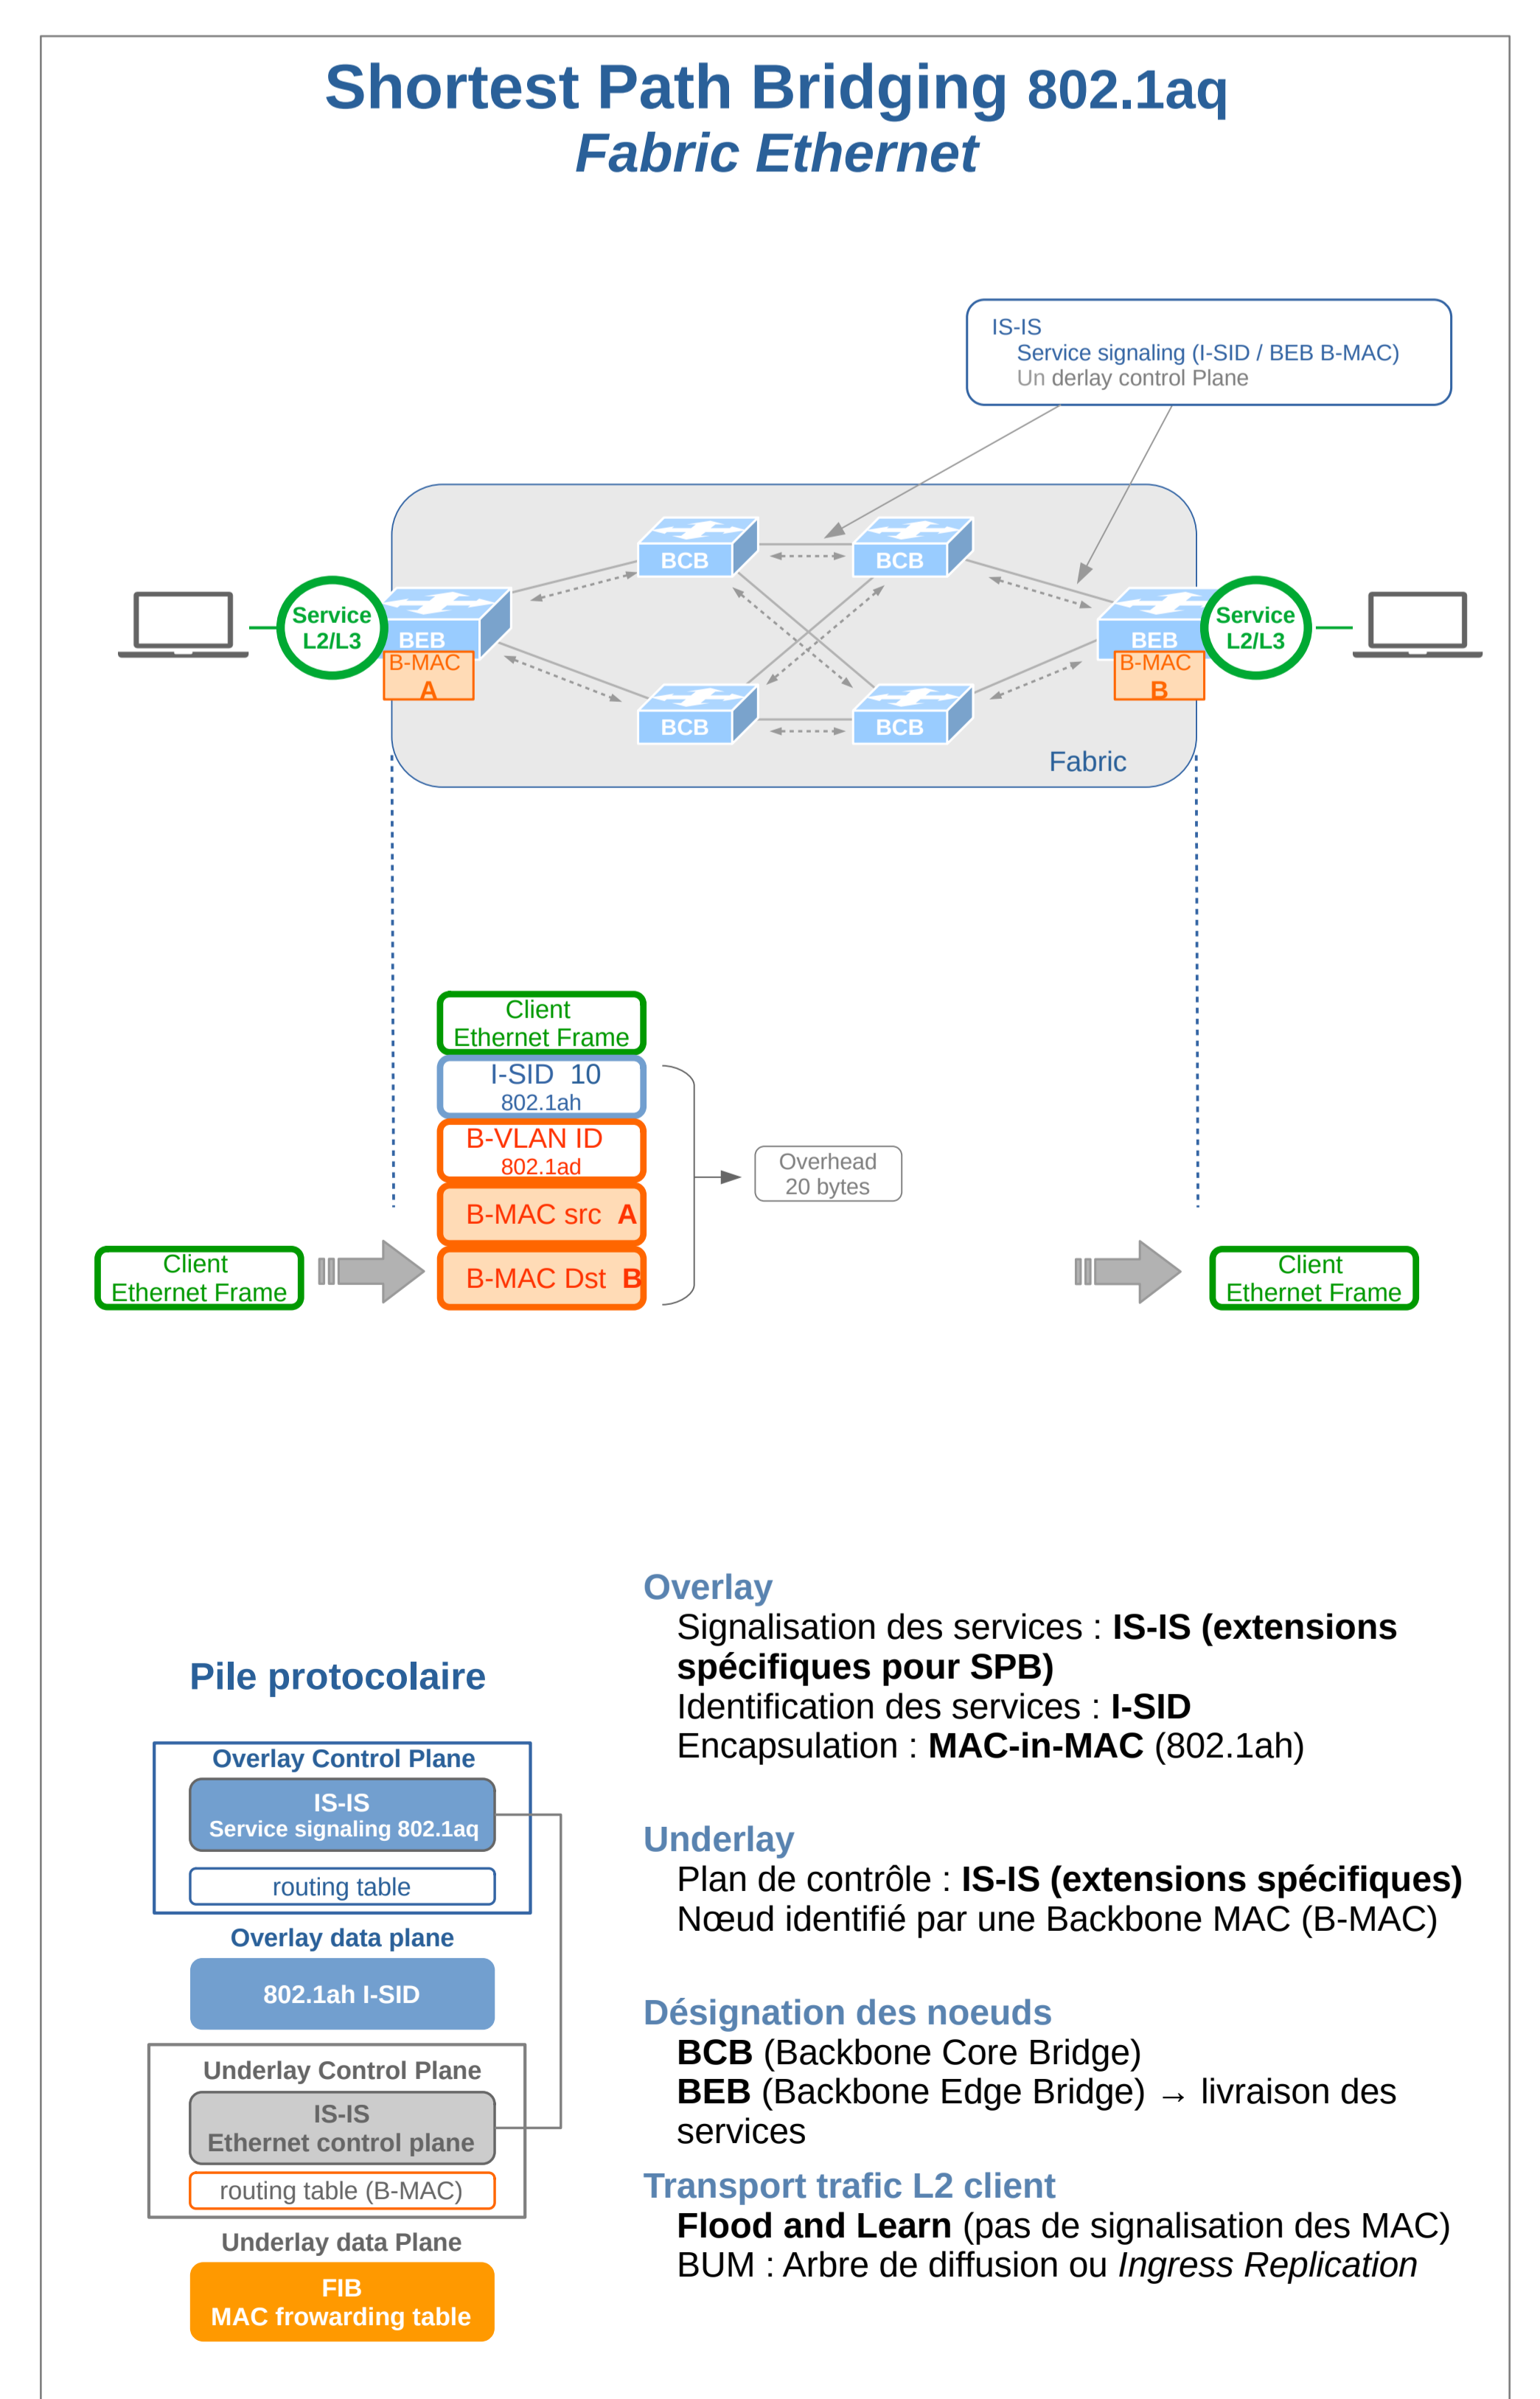 Shortest Path Bridging 802.1aq
Fabric Ethernet
IS-IS
Service signaling (I-SID / BEB B-MAC)
Un derlay control Plane
BCB
BCB
Service
L2/L3
BEB
B-MAC
A
BEB
B-MAC
B
Service
L2/L3
BCB
BCB
Fabric
Client
Ethernet Frame
I-SID 10
802.1ah
B-VLAN ID
802.1ad
B-MAC src A
B-MAC Dst B
Overhead
20 bytes
Client
Ethernet Frame
Client
Ethernet Frame
Pile protocolaire
Overlay Control Plane
IS-IS
Service signaling 802.1aq
routing table
Overlay data plane
802.1ah I-SID
Underlay Control Plane
IS-IS
Ethernet control plane
routing table (B-MAC)
Underlay data Plane
FIB
MAC frowarding table
Overlay
Signalisation des services : IS-IS (extensions
spécifiques pour SPB)
Identification des services : I-SID
Encapsulation : MAC-in-MAC (802.1ah)
Underlay
Plan de contrôle : IS-IS (extensions spécifiques)
Nœud identifié par une Backbone MAC (B-MAC)
Désignation des noeuds
BCB (Backbone Core Bridge)
BEB (Backbone Edge Bridge) → livraison des
services
Transport trafic L2 client
Flood and Learn (pas de signalisation des MAC)
BUM : Arbre de diffusion ou Ingress Replication